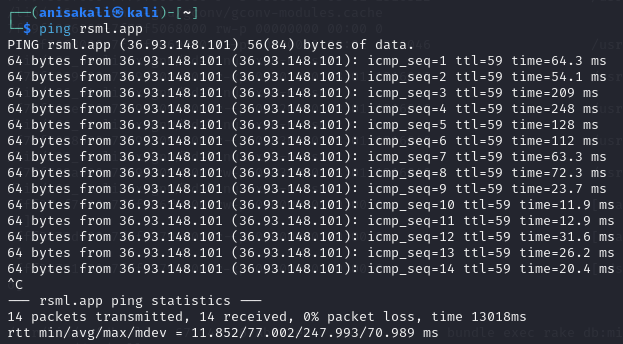 ┌──(anisakali㉿kali)-[~]
└─$ ping rsml.app
PING rsml.app (36.93.148.101) 56(84) bytes of data.
64 bytes from 36.93.148.101 (36.93.148.101): icmp_seq=1 ttl=59 time=64.3 ms
64 bytes from 36.93.148.101 (36.93.148.101): icmp_seq=2 ttl=59 time=54.1 ms
64 bytes from 36.93.148.101 (36.93.148.101): icmp_seq=3 ttl=59 time=209 ms
64 bytes from 36.93.148.101 (36.93.148.101): icmp_seq=4 ttl=59 time=248 ms
64 bytes from 36.93.148.101 (36.93.148.101): icmp_seq=5 ttl=59 time=128 ms
64 bytes from 36.93.148.101 (36.93.148.101): icmp_seq=6 ttl=59 time=112 ms
64 bytes from 36.93.148.101 (36.93.148.101): icmp_seq=7 ttl=59 time=63.3 ms
64 bytes from 36.93.148.101 (36.93.148.101): icmp_seq=8 ttl=59 time=72.3 ms
64 bytes from 36.93.148.101 (36.93.148.101): icmp_seq=9 ttl=59 time=23.7 ms
64 bytes from 36.93.148.101 (36.93.148.101): icmp_seq=10 ttl=59 time=11.9 ms
64 bytes from 36.93.148.101 (36.93.148.101): icmp_seq=11 ttl=59 time=12.9 ms
64 bytes from 36.93.148.101 (36.93.148.101): icmp_seq=12 ttl=59 time=31.6 ms
64 bytes from 36.93.148.101 (36.93.148.101): icmp_seq=13 ttl=59 time=26.2 ms
64 bytes from 36.93.148.101 (36.93.148.101): icmp_seq=14 ttl=59 time=20.4 ms
^C
--- rsml.app ping statistics ---
14 packets transmitted, 14 received, 0% packet loss, time 13018ms
rtt min/avg/max/mdev = 11.852/77.002/247.993/70.989 ms